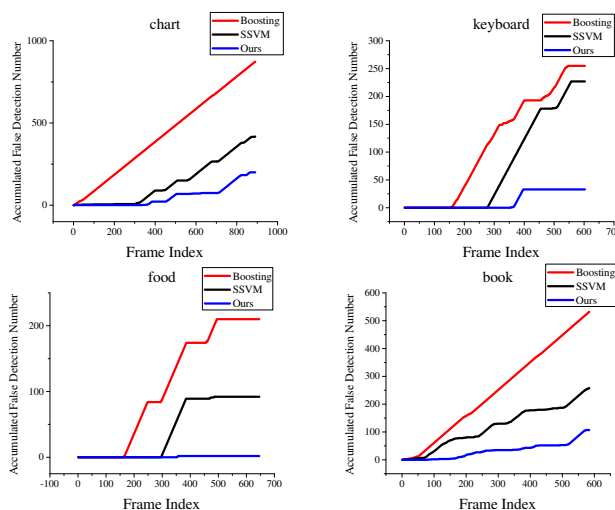 chart
Boosting
SSVM
Ours
1000
500
0
0 200 400 600 800 1000
Accumulated False Detection Number
Frame Index
keyboard
Boosting
SSVM
Ours
300
250
200
150
100
50
0
0 100 200 300 400 500 600 700
Accumulated False Detection Number
Frame Index
food
Boosting
SSVM
Ours
200
100
0
-100 0 100 200 300 400 500 600 700
Accumulated False Detection Number
Frame Index
book
Boosting
SSVM
Ours
600
500
400
300
200
100
0
0 100 200 300 400 500 600
Accumulated False Detection Number
Frame Index